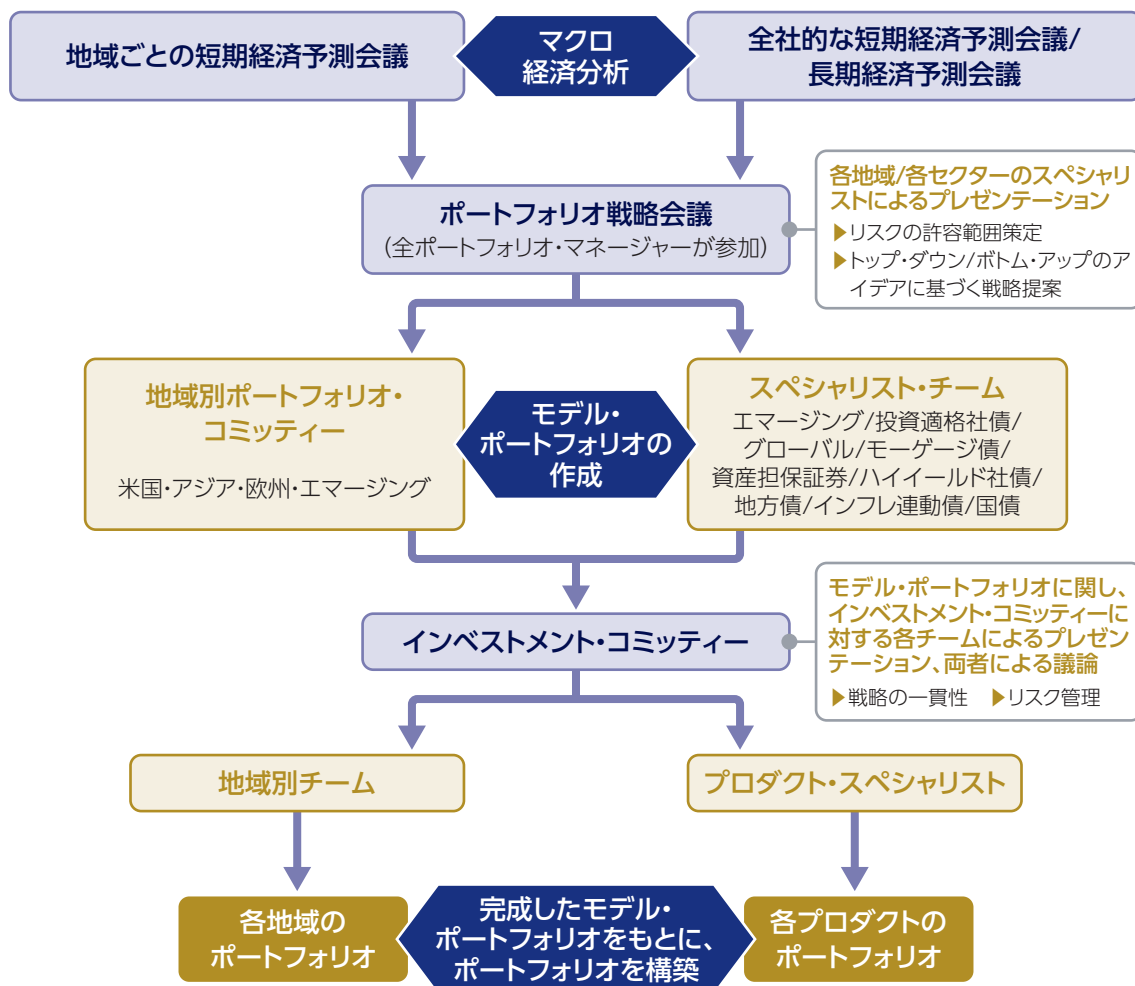 地域ごとの短期経済予測会議
マクロ
経済分析
全社的な短期経済予測会議/
長期経済予測会議
各地域/各セクターのスペシャリ
ストによるプレゼンテーション
▶リスクの許容範囲策定
▶トップ・ダウン/ボトム・アップのア
イデアに基づく戦略提案
ポートフォリオ戦略会議
(全ポートフォリオ・マネージャーが参加)
地域別ポートフォリオ・
コミッティー
米国・アジア・欧州・エマージング
モデル・
ポートフォリオの
作成
スペシャリスト・チーム
エマージング/投資適格社債/
グローバル/モーゲージ債/
資産担保証券/ハイイールド社債/
地方債/インフレ連動債/国債
インベストメント・コミッティー
モデル・ポートフォリオに関し、
インベストメント・コミッティーに
対する各チームによるプレゼン
テーション、両者による議論
▶戦略の一貫性 ▶リスク管理
地域別チーム
プロダクト・スペシャリスト
各地域の
ポートフォリオ
完成したモデル・
ポートフォリオをもとに、
ポートフォリオを構築
各プロダクトの
ポートフォリオ